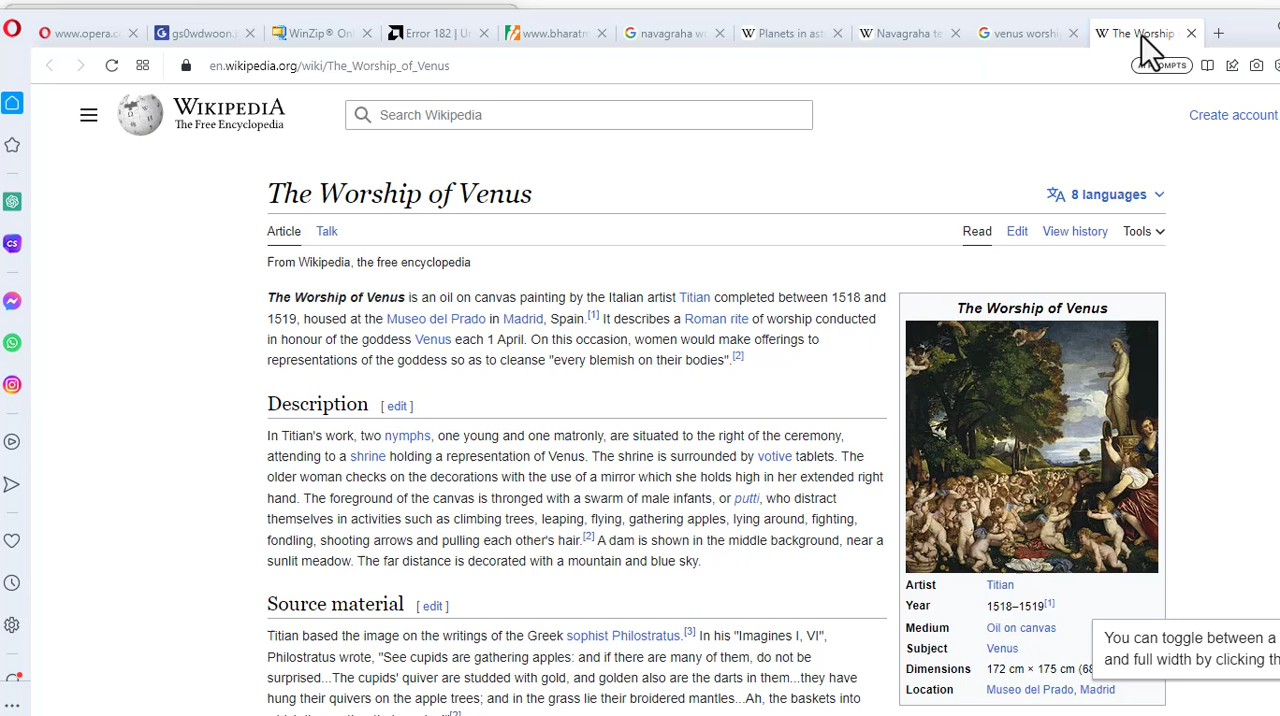 www.opera.c
gs0wdwoon.
WinZip® On
Error 182 | U
www.bharatm
navagraha wo
Planets in ast
Navagraha te
venus worshi
The Worship
en.wikipedia.org/wiki/The_Worship_of_Venus
WIKIPEDIA
The Free Encyclopedia
Search Wikipedia
Create account
The Worship of Venus
8 languages
Article Talk
Read Edit View history Tools
From Wikipedia, the free encyclopedia
The Worship of Venus is an oil on canvas painting by the Italian artist Titian completed between 1518 and
1519, housed at the Museo del Prado in Madrid, Spain.[1] It describes a Roman rite of worship conducted
in honour of the goddess Venus each 1 April. On this occasion, women would make offerings to
representations of the goddess so as to cleanse "every blemish on their bodies".[2]
Description [ edit ]
In Titian's work, two nymphs, one young and one matronly, are situated to the right of the ceremony,
attending to a shrine holding a representation of Venus. The shrine is surrounded by votive tablets. The
older woman checks on the decorations with the use of a mirror which she holds high in her extended right
hand. The foreground of the canvas is thronged with a swarm of male infants, or putti, who distract
themselves in activities such as climbing trees, leaping, flying, gathering apples, lying around, fighting,
fondling, shooting arrows and pulling each other's hair.[2] A dam is shown in the middle background, near a
sunlit meadow. The far distance is decorated with a mountain and blue sky.
Source material [ edit ]
Titian based the image on the writings of the Greek sophist Philostratus.[3] In his "Imagines I, VI",
Philostratus wrote, "See cupids are gathering apples: and if there are many of them, do not be
surprised...The cupids' quiver are studded with gold, and golden also are the darts in them...they have
hung their quivers on the apple trees; and in the grass lie their broidered mantles...Ah, the baskets into
The Worship of Venus
Artist Titian
Year 1518–1519[1]
Medium Oil on canvas
Subject Venus
Dimensions 172 cm × 175 cm (68
Location Museo del Prado, Madrid
You can toggle between a
and full width by clicking th
CS